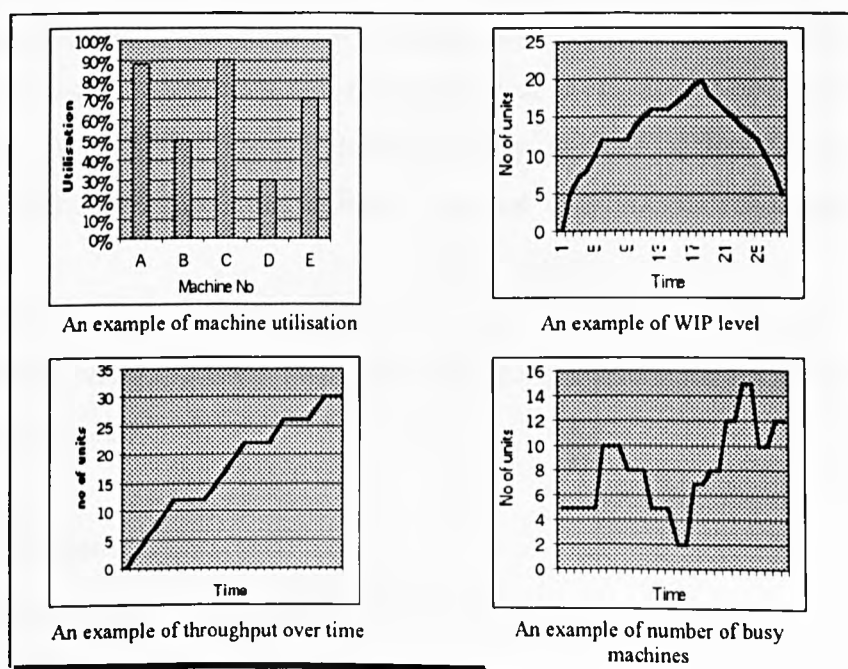 100%
90%
80%
70%
60%
50%
40%
30%
20%
10%
0%
Utilisation
A B C D E
Machine No
An example of machine utilisation
25
20
15
10
5
0
No of units
1 5 9 13 17 21 25
Time
An example of WIP level
35
30
25
20
15
10
5
0
no of units
Time
An example of throughput over time
16
14
12
10
8
6
4
2
0
No of units
Time
An example of number of busy
machines